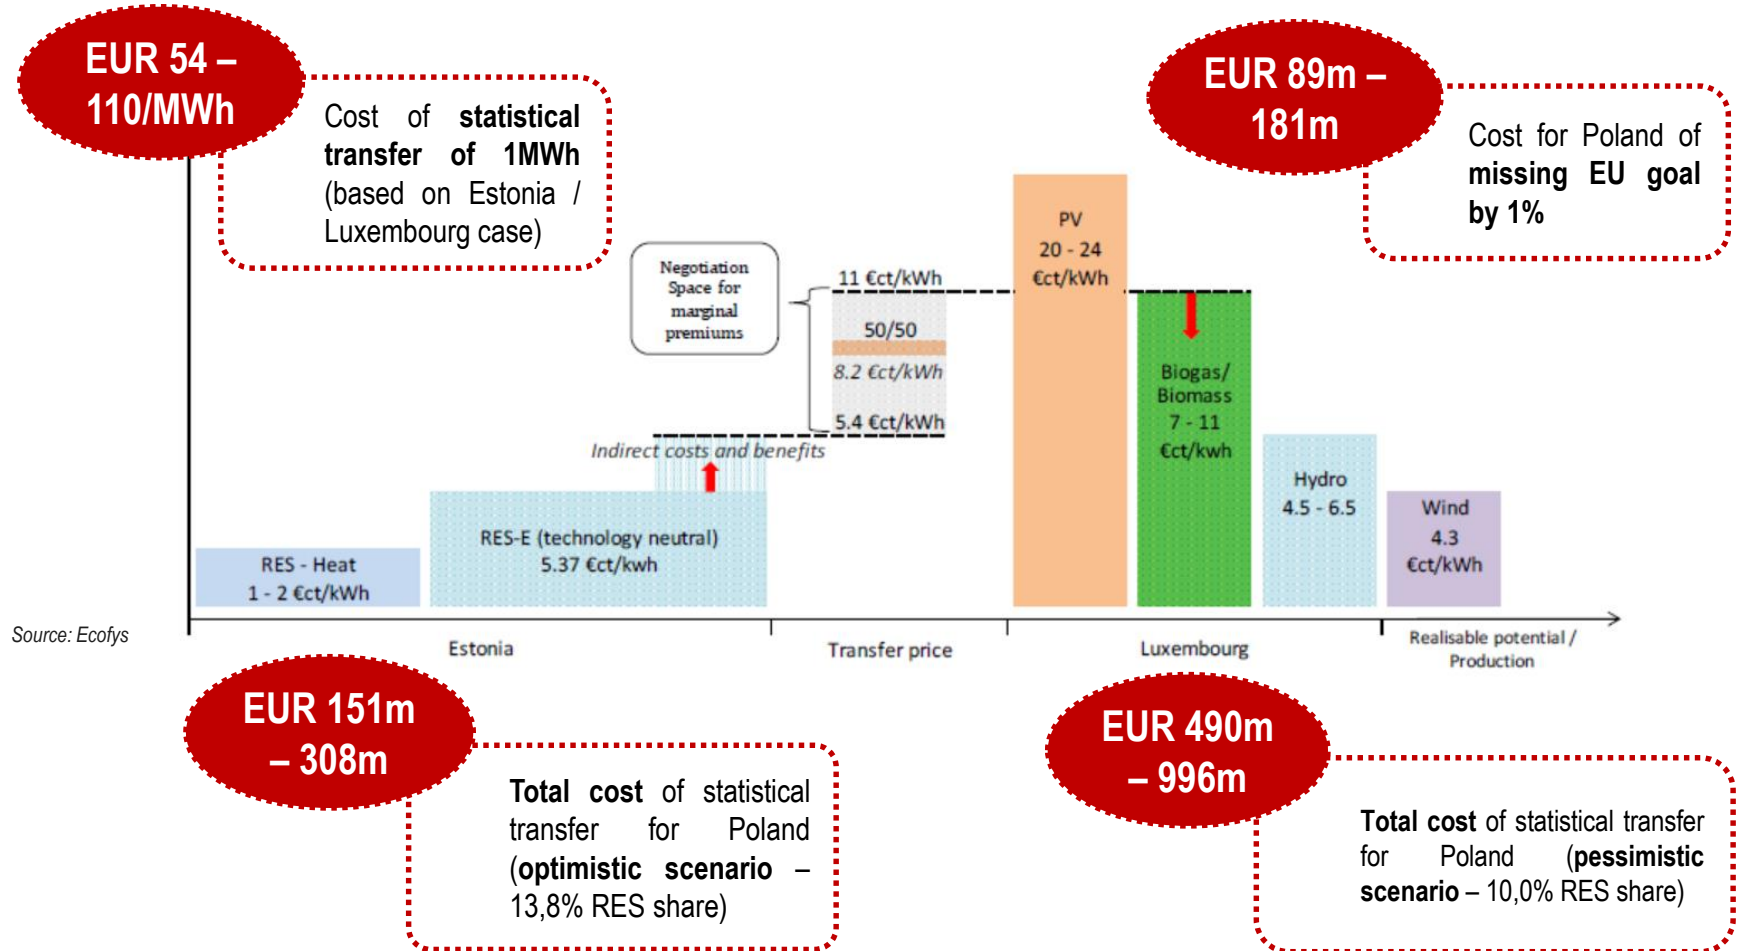 EUR 54 –
110/MWh
Cost of statistical
transfer of 1MWh
(based on Estonia /
Luxembourg case)
EUR 89m –
181m
Cost for Poland of
missing EU goal
by 1%
Negotiation
Space for
marginal
premiums
11 €ct/kWh
50/50
8.2 €ct/kWh
5.4 €ct/kWh
Indirect costs and benefits
RES - Heat
1 - 2 €ct/kWh
RES-E (technology neutral)
5.37 €ct/kwh
PV
20 - 24
€ct/kWh
Biogas/
Biomass
7 - 11
€ct/kwh
Hydro
4.5 - 6.5
Wind
4.3
€ct/kWh
Source: Ecofys
Estonia
Transfer price
Luxembourg
Realisable potential /
Production
EUR 151m
– 308m
Total cost of statistical
transfer for Poland
(optimistic scenario –
13,8% RES share)
EUR 490m
– 996m
Total cost of statistical transfer
for Poland (pessimistic
scenario – 10,0% RES share)